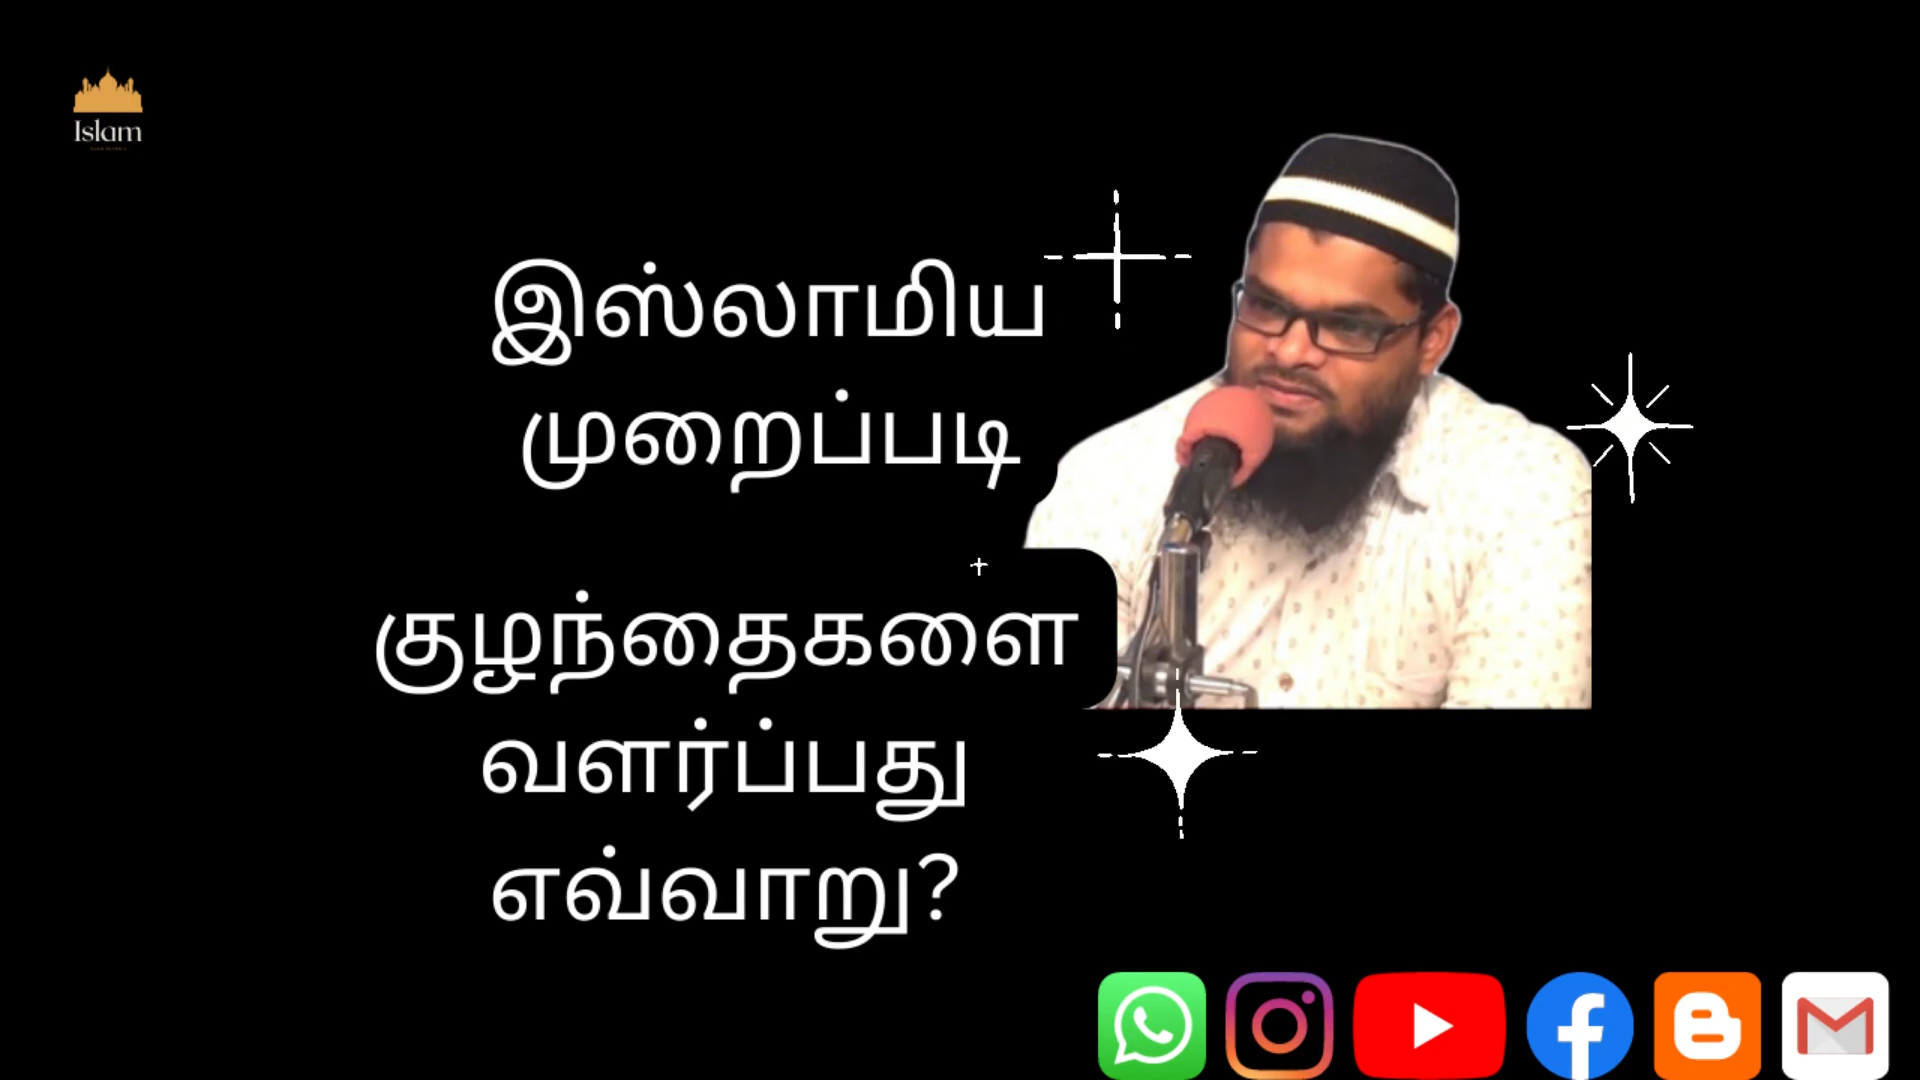 Islam
இஸ்லாமிய
முறைப்படி
குழந்தைகளை
வளர்ப்பது
எவ்வாறு?